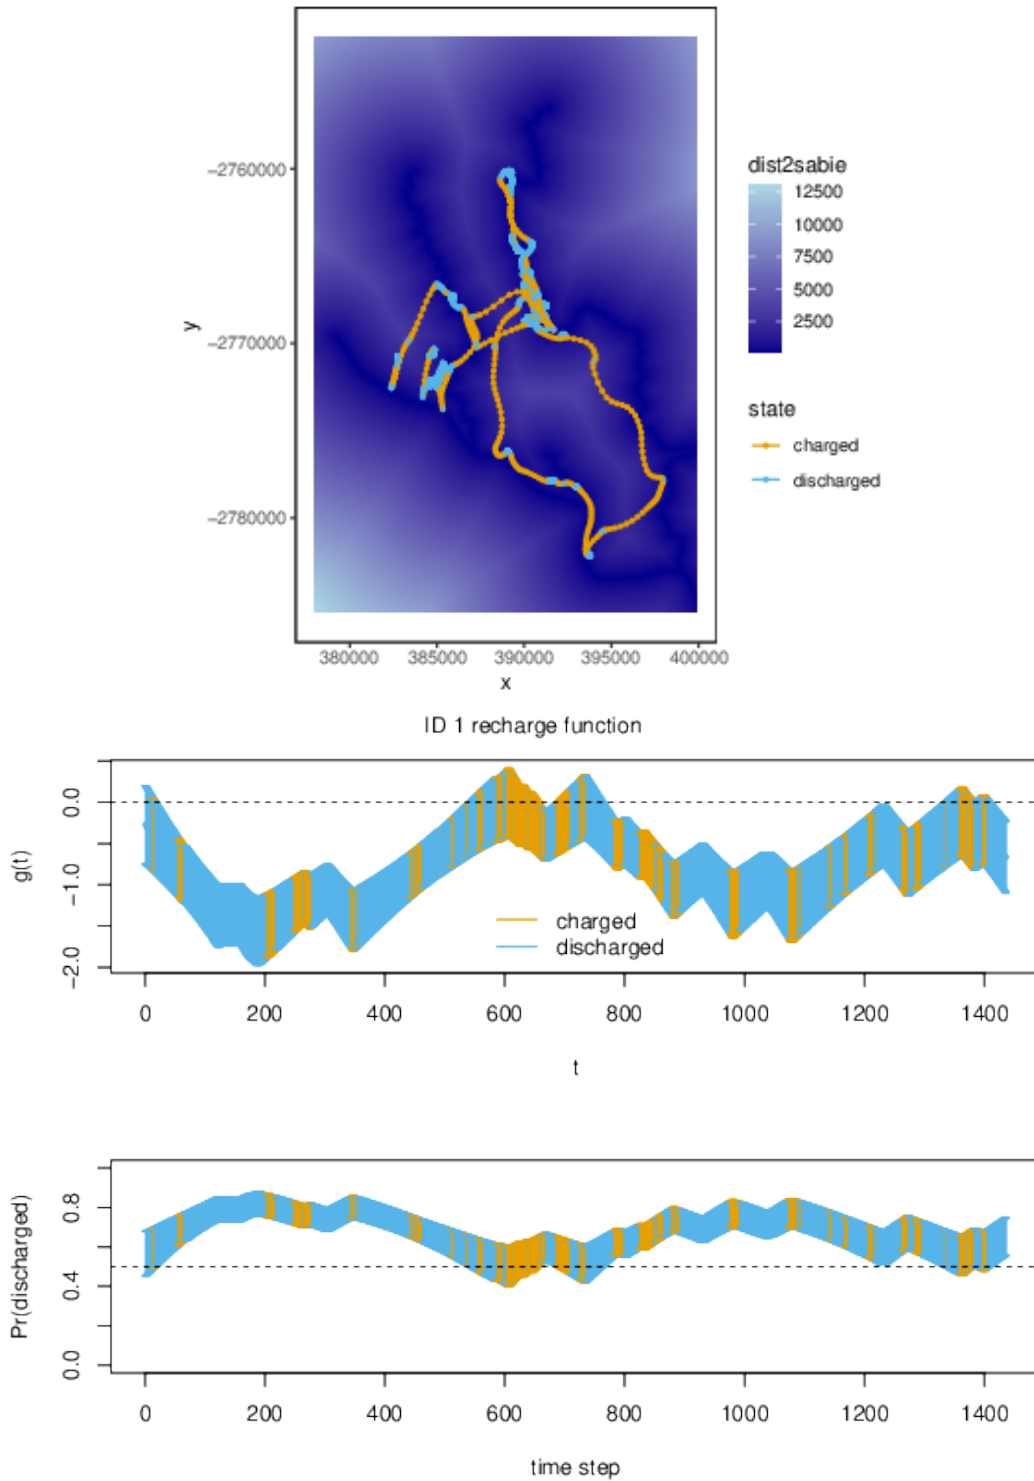 dist2sabie
12500
10000
7500
5000
2500
state
charged
discharged
−2760000
−2770000
−2780000
y
380000 385000 390000 395000 400000
x
ID 1 recharge function
0.0
−1.0
−2.0
g(t)
charged
discharged
0 200 400 600 800 1000 1200 1400
t
0.8
0.4
0.0
Pr(discharged)
0 200 400 600 800 1000 1200 1400
time step